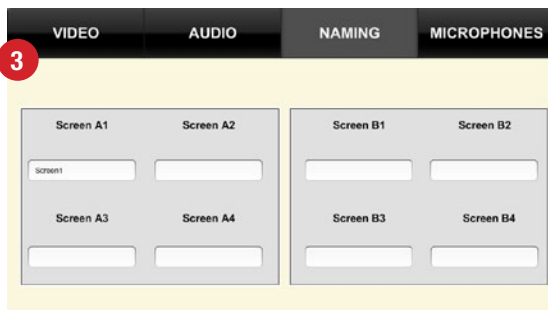 VIDEO AUDIO NAMING MICROPHONES
3
Screen A1 Screen A2 Screen B1 Screen B2
Screen1
Screen A3 Screen A4 Screen B3 Screen B4